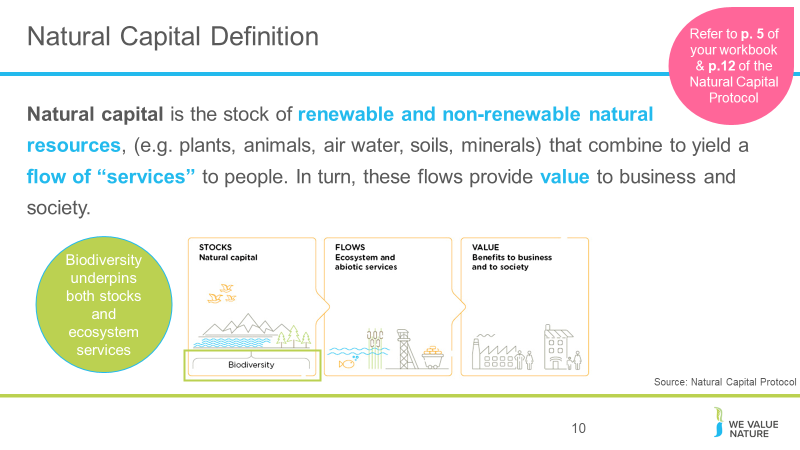 Natural Capital Definition
Refer to p. 5 of
your workbook
& p.12 of the
Natural Capital
Protocol
Natural capital is the stock of renewable and non-renewable natural
resources, (e.g. plants, animals, air water, soils, minerals) that combine to yield a
flow of “services” to people. In turn, these flows provide value to business and
society.
Biodiversity
underpins
both stocks
and
ecosystem
services
STOCKS
Natural capital
Biodiversity
FLOWS
Ecosystem and
abiotic services
VALUE
Benefits to business
and to society
Source: Natural Capital Protocol
10
WE VALUE
NATURE